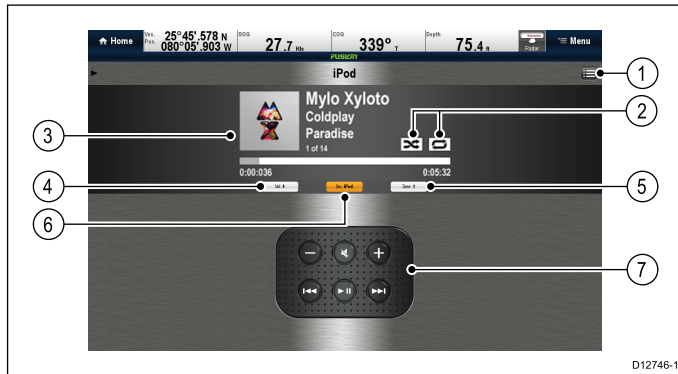 Home
Ves. Pos. 25°45'.578 N
080°05'.903 W
SOG 27.7 Kts
COG 339° T
Depth 75.4 ft
Radar
Menu
FUSION
iPod
1
2
3
Mylo Xyloto
Coldplay
Paradise
1 of 14
0:00:036 0:05:32
4
5
6
7
D12746-1